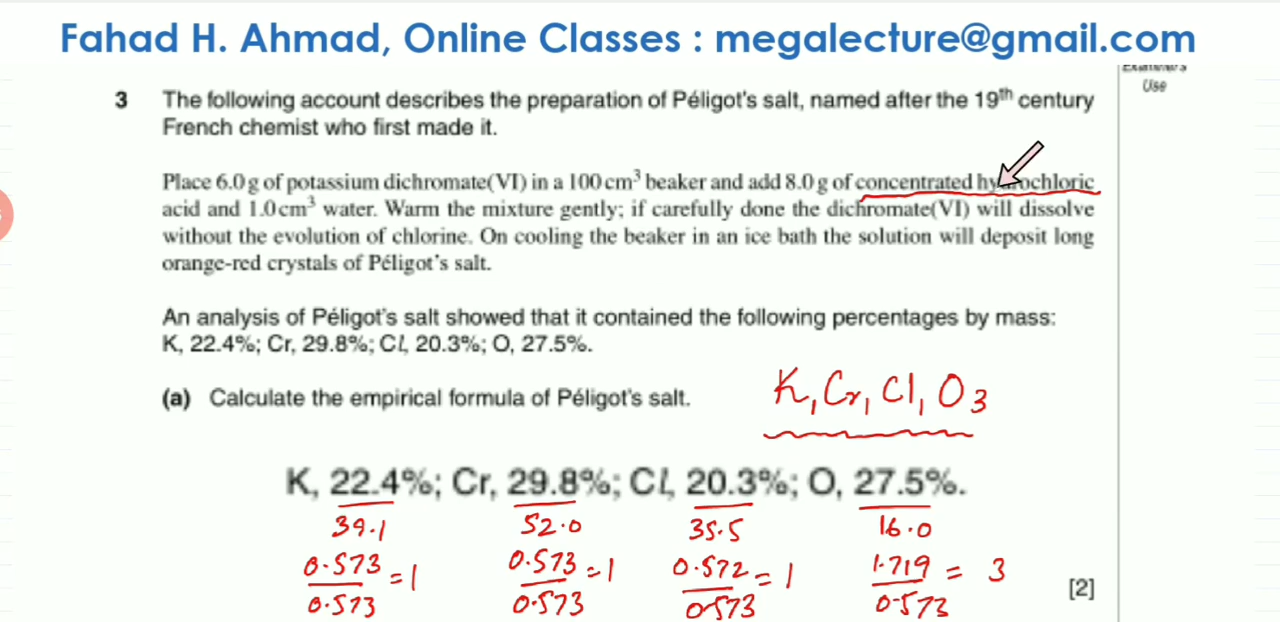 Fahad H. Ahmad, Online Classes : megalecture@gmail.com
Examiner's
Use
3 The following account describes the preparation of Péligot's salt, named after the 19th century
French chemist who first made it.
Place 6.0 g of potassium dichromate(VI) in a 100 cm³ beaker and add 8.0 g of concentrated hydrochloric
acid and 1.0 cm³ water. Warm the mixture gently; if carefully done the dichromate(VI) will dissolve
without the evolution of chlorine. On cooling the beaker in an ice bath the solution will deposit long
orange-red crystals of Péligot's salt.
An analysis of Péligot's salt showed that it contained the following percentages by mass:
K, 22.4%; Cr, 29.8%; Cl, 20.3%; O, 27.5%.
(a) Calculate the empirical formula of Péligot's salt.
K₁Cr₁Cl₁O₃
K, 22.4%; Cr, 29.8%; Cl, 20.3%; O, 27.5%.
39.1 52.0 35.5 16.0
0.573 = 1 0.573 = 1 0.572 = 1 1.719 = 3
0.573 0.573 0.573 0.573
[2]